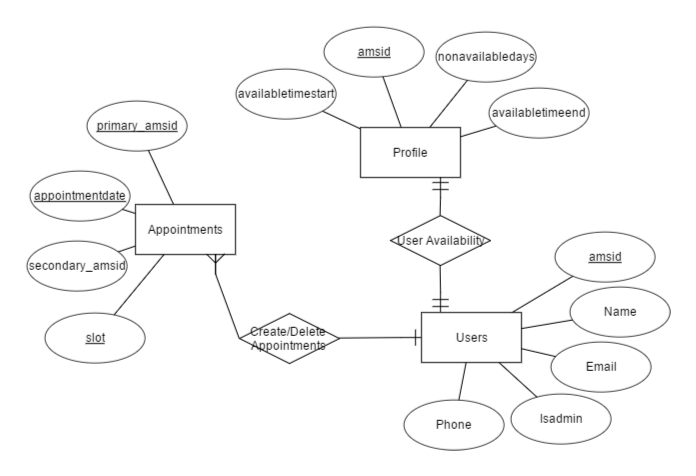 amsid
nonavailabledays
availabletimestart
availabletimeend
Profile
primary_amsid
appointmentdate
Appointments
secondary_amsid
slot
User Availability
Create/Delete
Appointments
Users
amsid
Name
Email
Isadmin
Phone